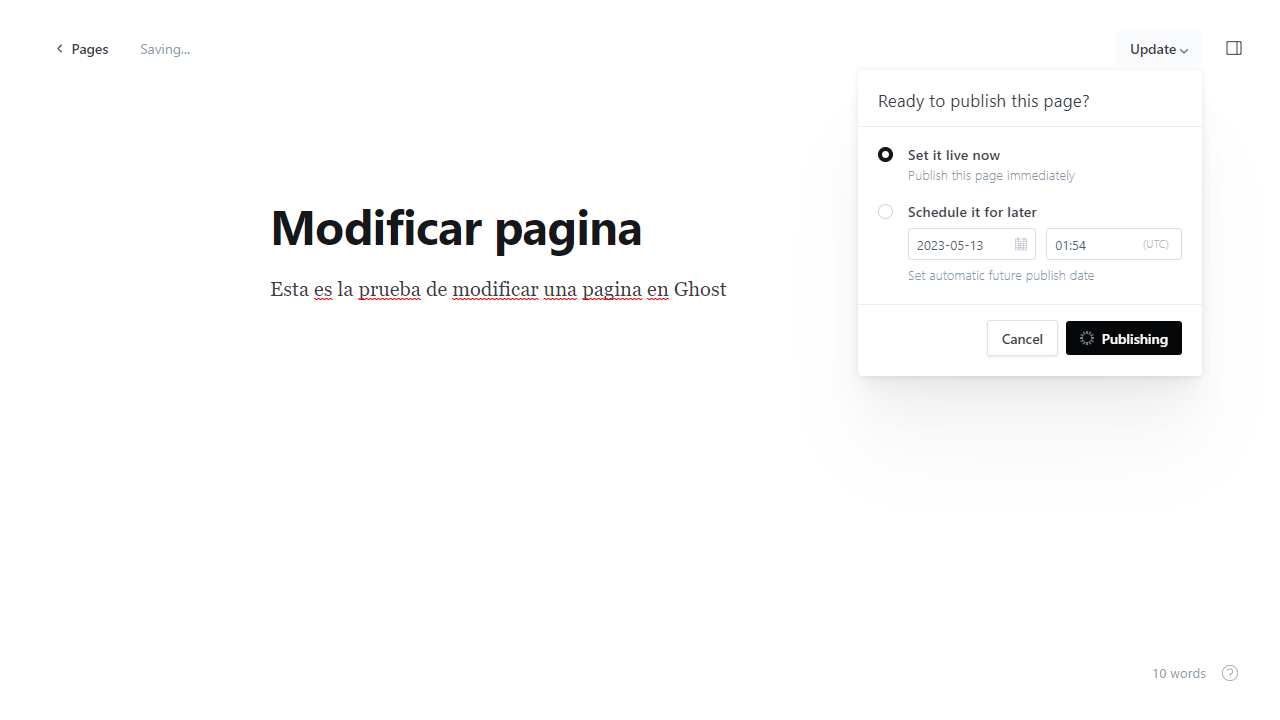 Pages
Saving...
Update
Ready to publish this page?
Set it live now
Publish this page immediately
Schedule it for later
2023-05-13
01:54 (UTC)
Set automatic future publish date
Cancel
Publishing
Modificar pagina
Esta es la prueba de modificar una pagina en Ghost
10 words
?